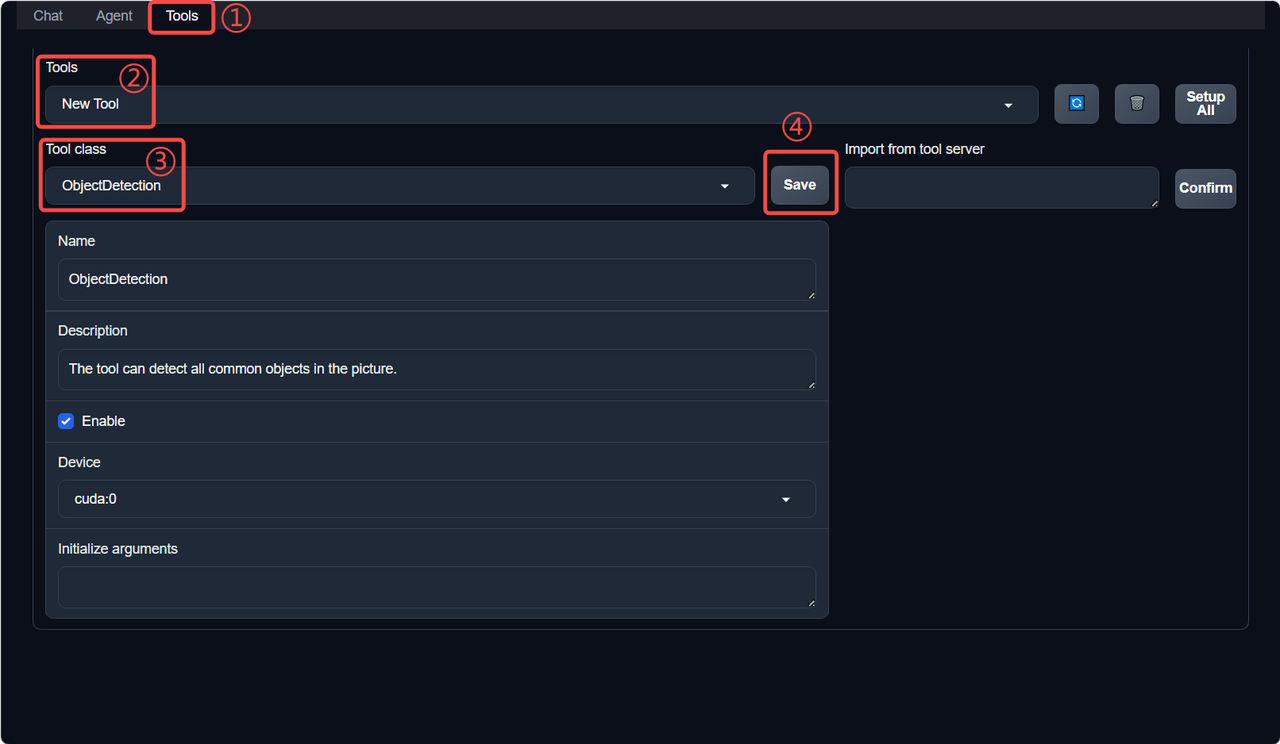 Chat Agent Tools ①
Tools ②
New Tool
Setup
All
④
Tool class ③ Import from tool server
ObjectDetection Save Confirm
Name
ObjectDetection
Description
The tool can detect all common objects in the picture.
Enable
Device
cuda:0
Initialize arguments